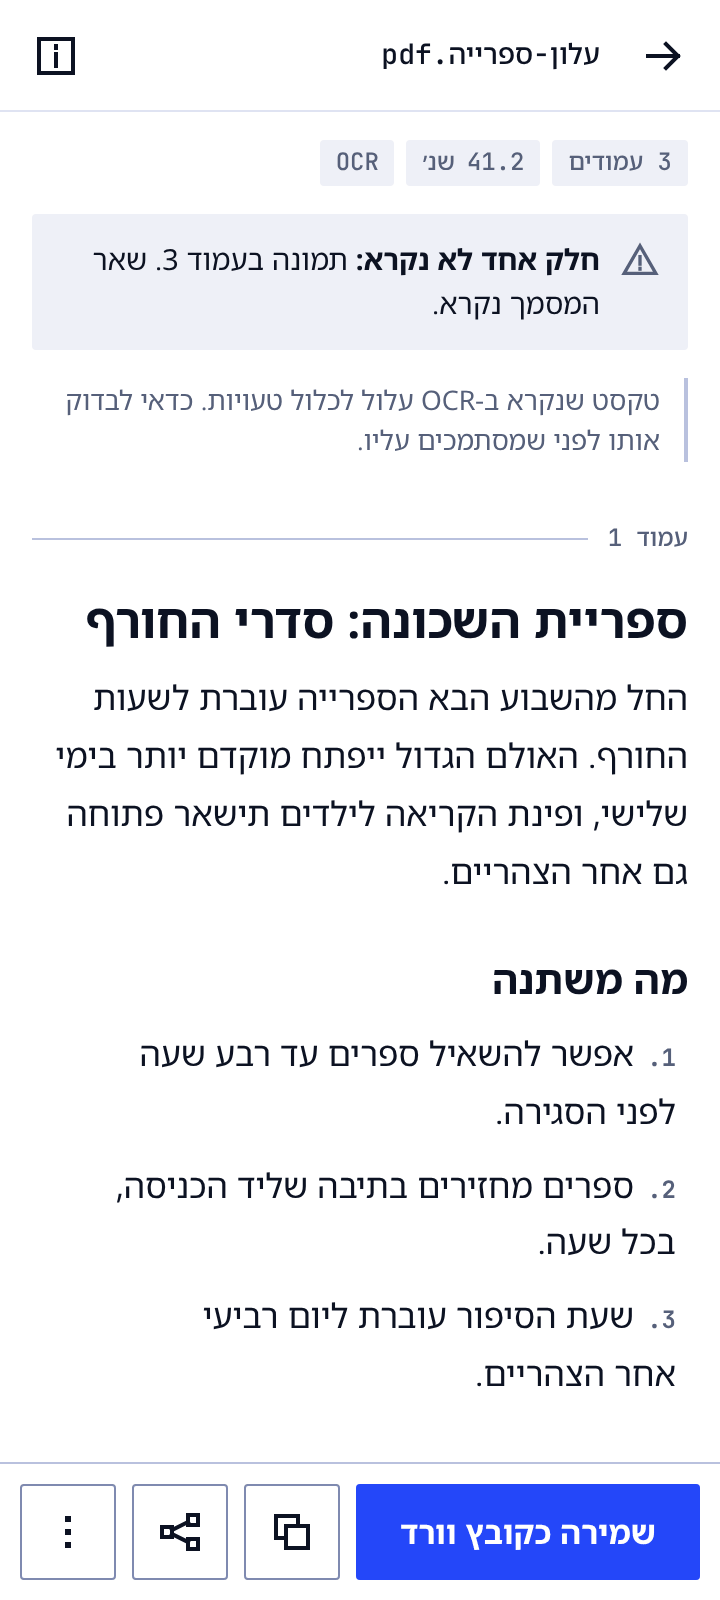 עלון-ספרייה.pdf
3 עמודים
41.2 שנ׳
OCR
חלק אחד לא נקרא: תמונה בעמוד 3. שאר
המסמך נקרא.
טקסט שנקרא ב-OCR עלול לכלול טעויות. כדאי לבדוק
אותו לפני שמסתמכים עליו.
עמוד 1
ספריית השכונה: סדרי החורף
החל מהשבוע הבא הספרייה עוברת לשעות
החורף. האולם הגדול ייפתח מוקדם יותר בימי
שלישי, ופינת הקריאה לילדים תישאר פתוחה
גם אחר הצהריים.
מה משתנה
1. אפשר להשאיל ספרים עד רבע שעה
לפני הסגירה.
2. ספרים מחזירים בתיבה שליד הכניסה,
בכל שעה.
3. שעת הסיפור עוברת ליום רביעי
אחר הצהריים.
שמירה כקובץ וורד